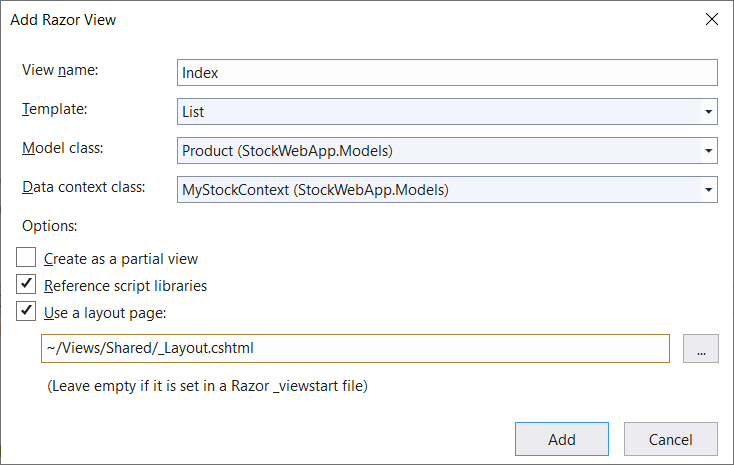 Add Razor View
View name: Index
Template: List
Model class: Product (StockWebApp.Models)
Data context class: MyStockContext (StockWebApp.Models)
Options:
Create as a partial view
Reference script libraries
Use a layout page:
~/Views/Shared/_Layout.cshtml ...
(Leave empty if it is set in a Razor _viewstart file)
Add Cancel